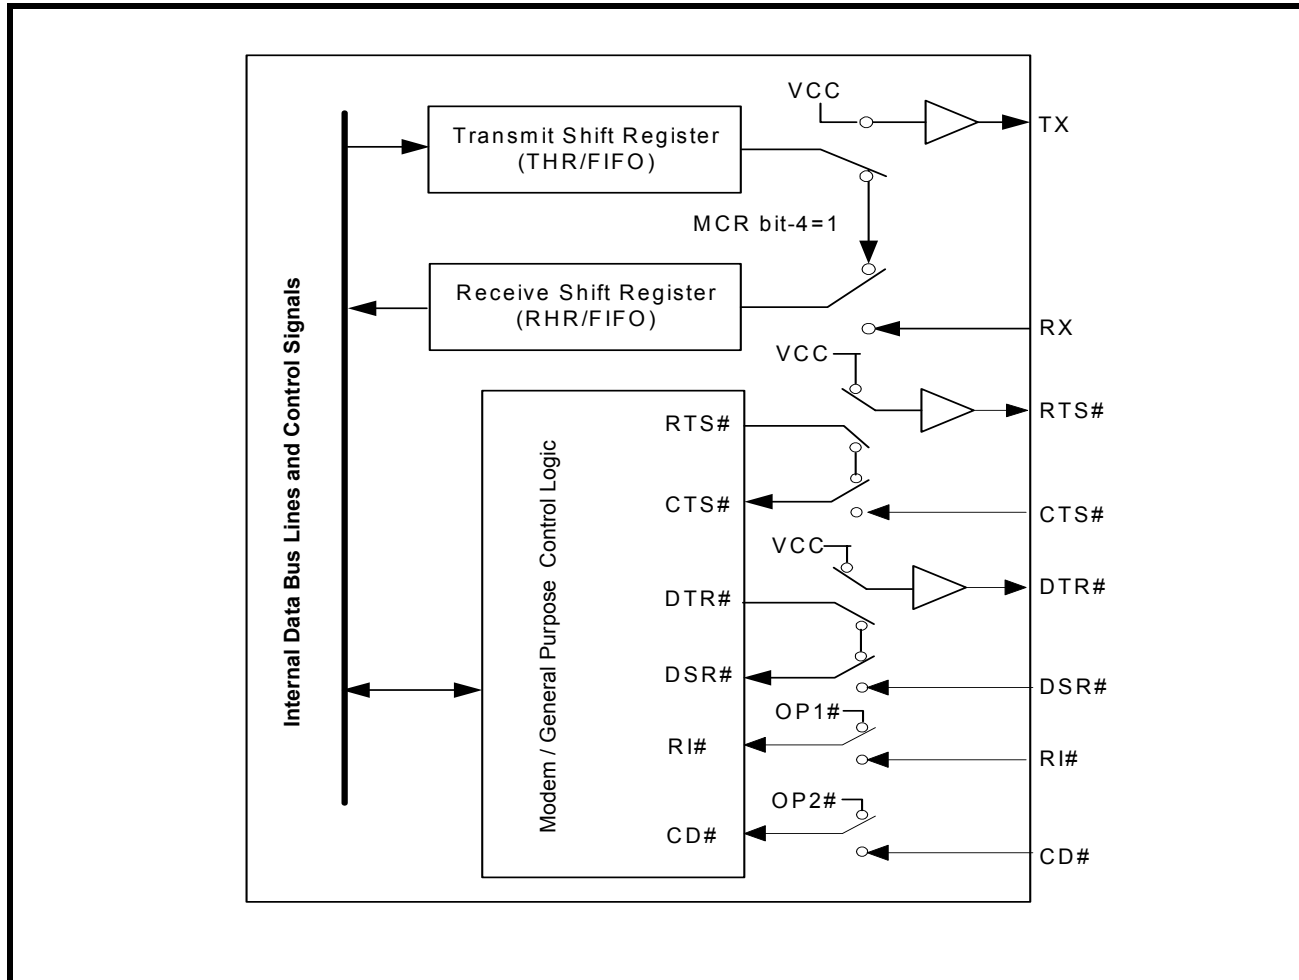 VCC
TX
Transmit Shift Register
(THR/FIFO)
MCR bit-4=1
Receive Shift Register
(RHR/FIFO)
RX
VCC
RTS#
RTS#
CTS#
CTS#
VCC
DTR#
DTR#
DSR#
DSR#
OP1#
RI#
RI#
OP2#
CD#
CD#
Internal Data Bus Lines and Control Signals
Modem / General Purpose Control Logic